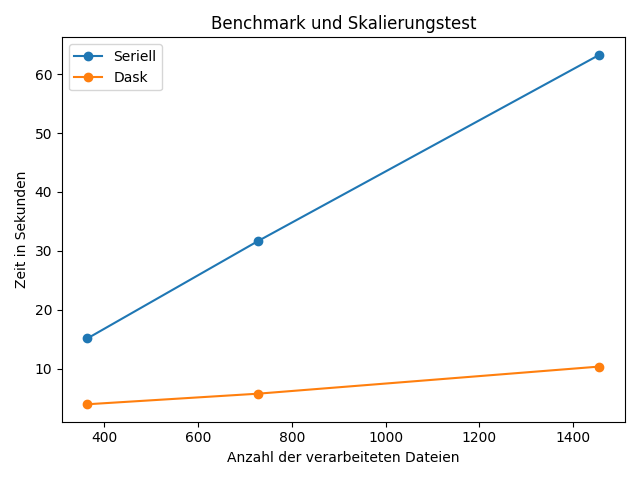 Benchmark und Skalierungstest
Seriell
Dask
Zeit in Sekunden
60
50
40
30
20
10
400 600 800 1000 1200 1400
Anzahl der verarbeiteten Dateien